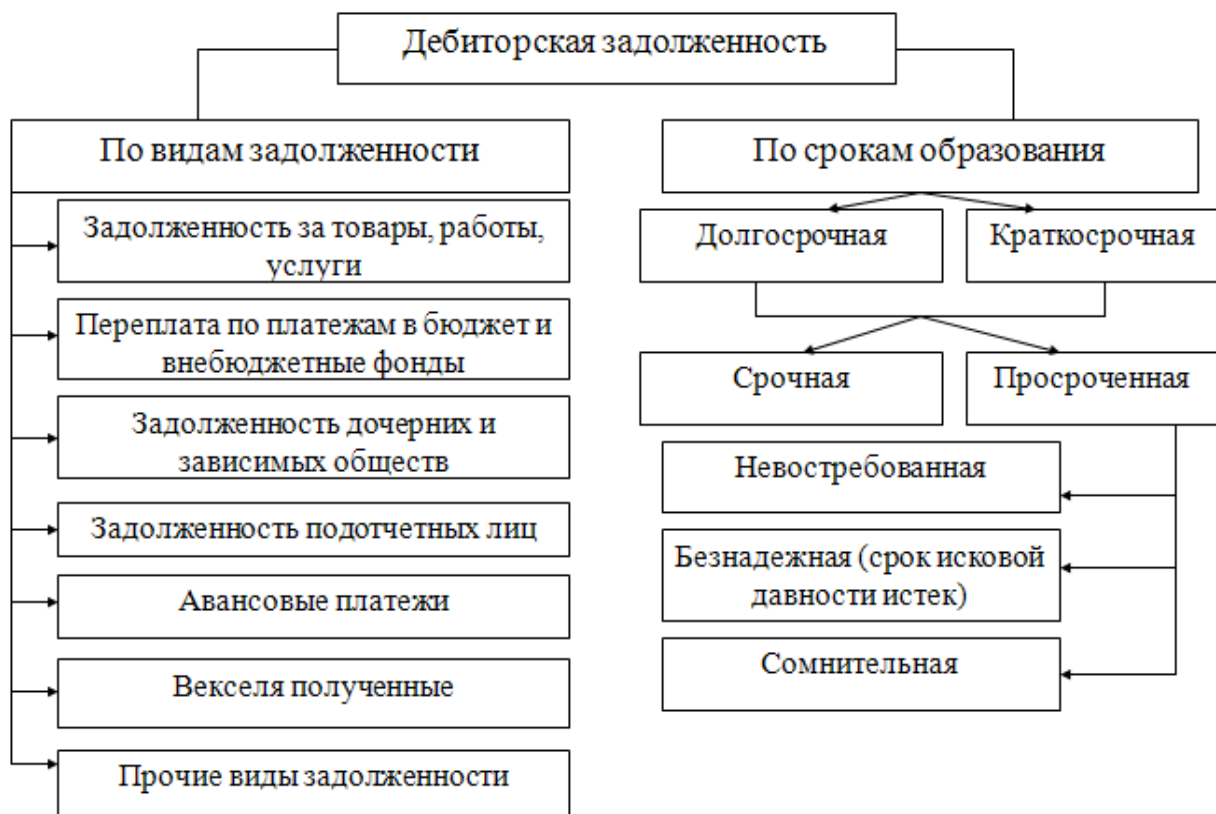 Дебиторская задолженность
По видам задолженности
Задолженность за товары, работы,
услуги
Переплата по платежам в бюджет и
внебюджетные фонды
Задолженность дочерних и
зависимых обществ
Задолженность подотчетных лиц
Авансовые платежи
Векселя полученные
Прочие виды задолженности
По срокам образования
Долгосрочная
Краткосрочная
Срочная
Просроченная
Невостребованная
Безнадежная (срок исковой
давности истек)
Сомнительная